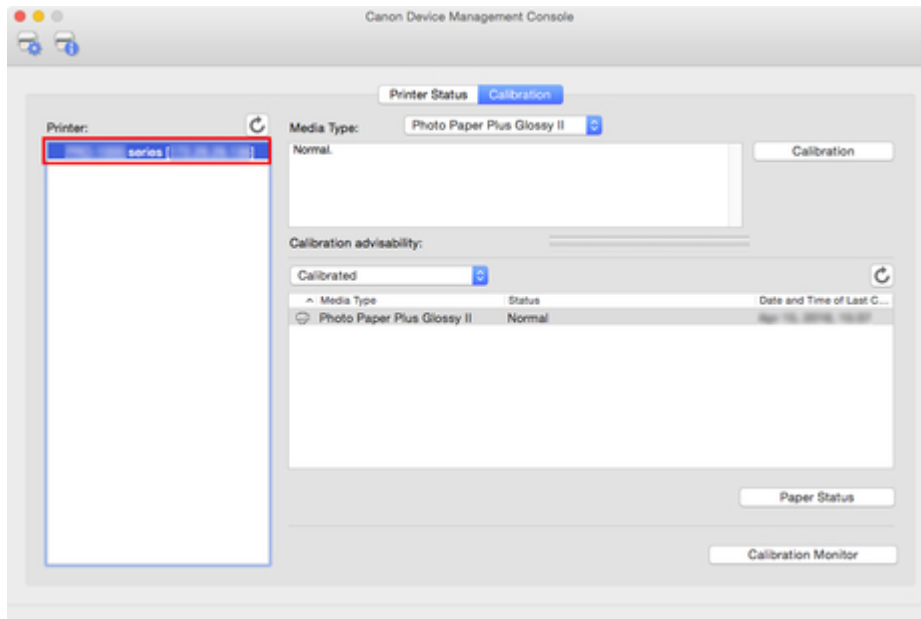 Canon Device Management Console
Printer Status Calibration
Printer:
series [
Media Type: Photo Paper Plus Glossy II
Normal.
Calibration
Calibration advisability:
Calibrated
Media Type Status Date and Time of Last C...
Photo Paper Plus Glossy II Normal
Paper Status
Calibration Monitor